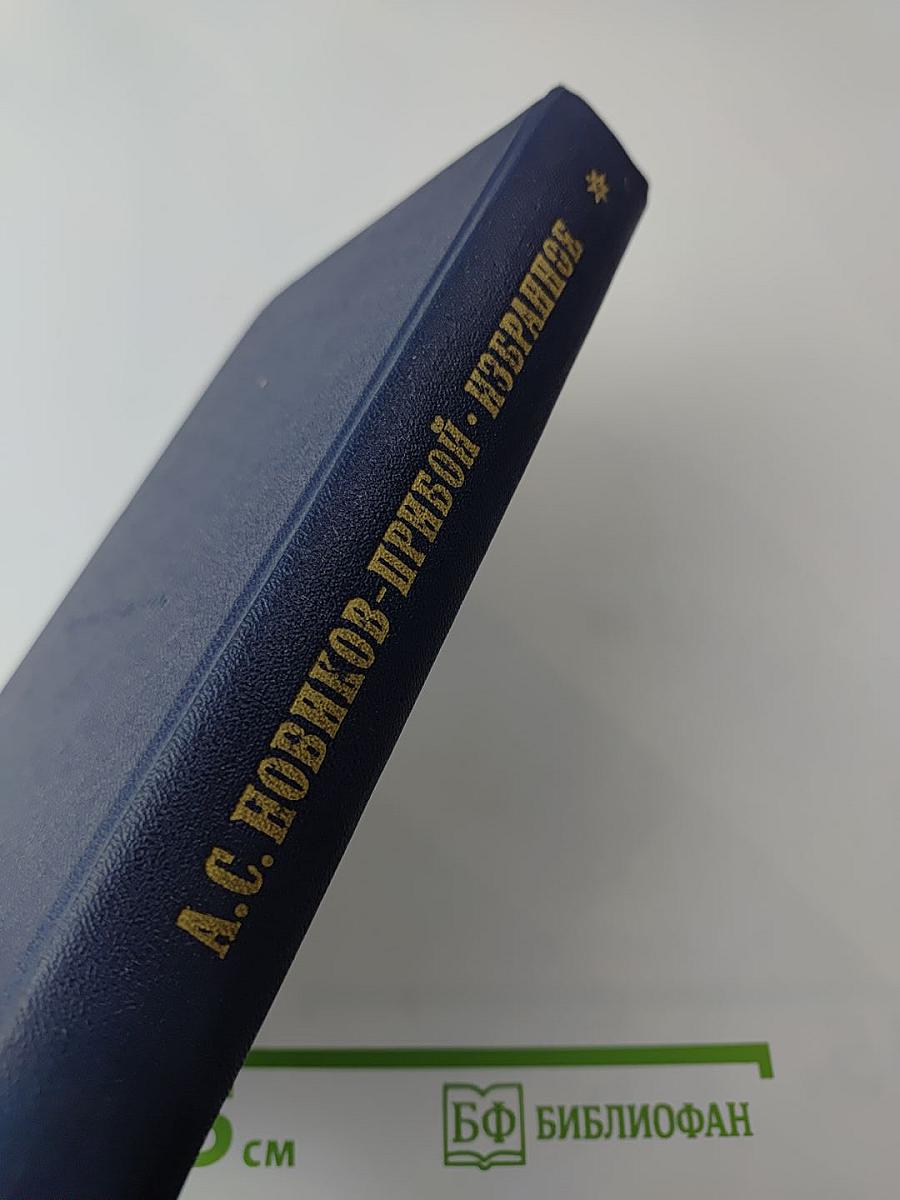 А.С. НОВИКОВ-ПРИБОЙ · ИЗБРАННОЕ *
см
БФ БИБЛИОФАН